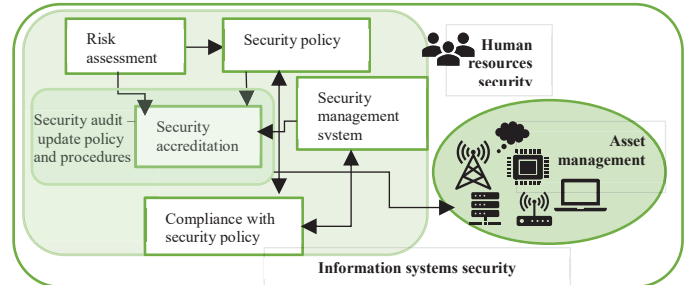 Risk
assessment
Security policy
Human
resources
security
Security audit –
update policy
and procedures
Security
accreditation
Security
management
system
Asset
management
Compliance with
security policy
Information systems security